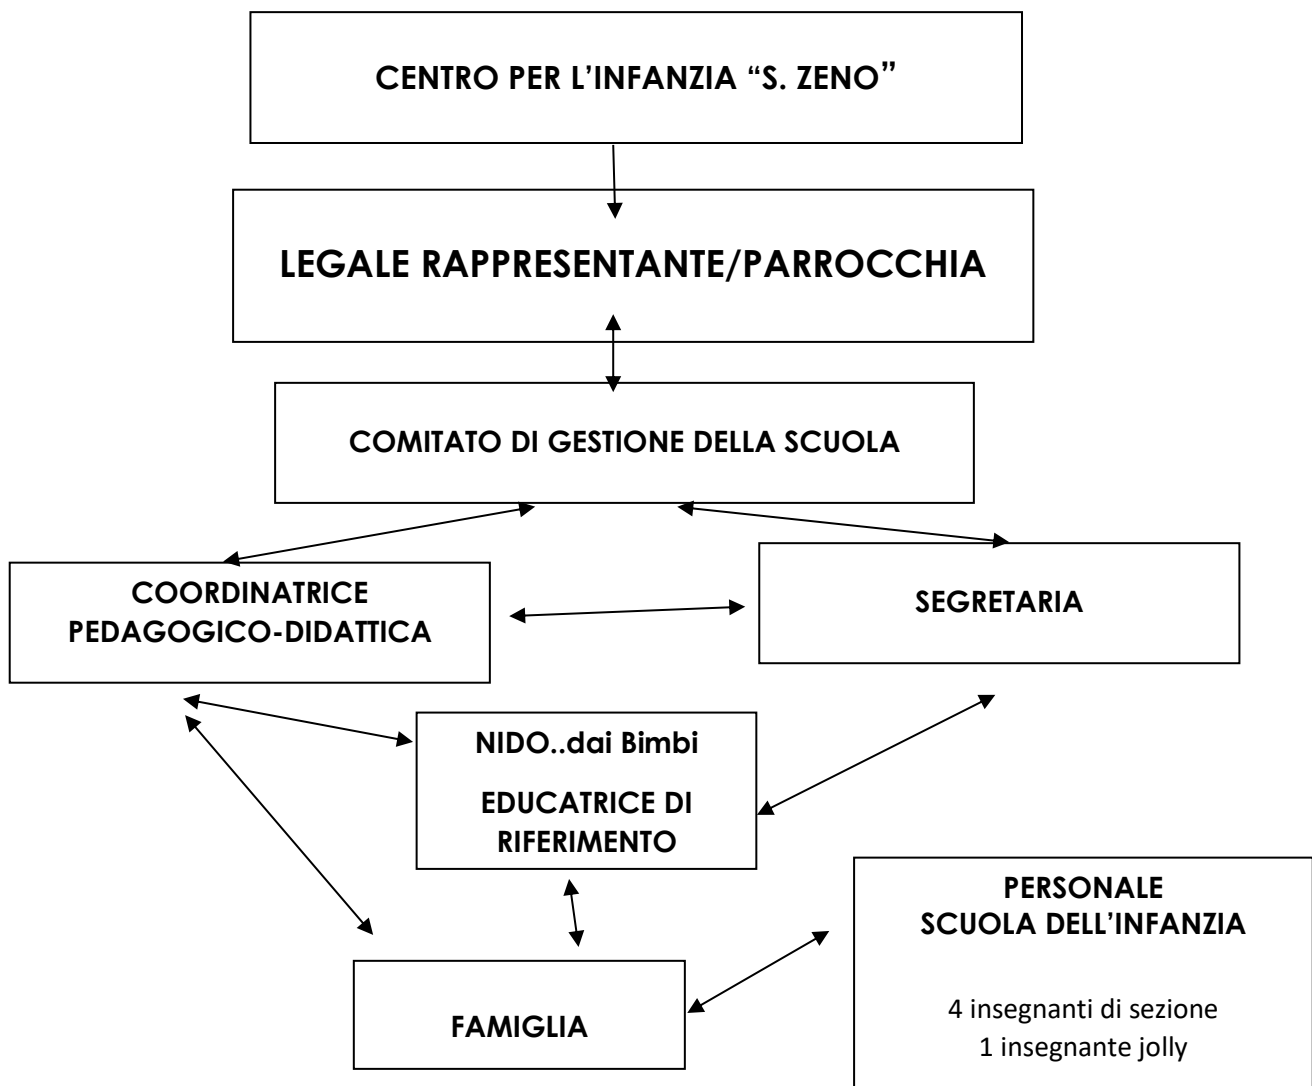 CENTRO PER L’INFANZIA “S. ZENO”
LEGALE RAPPRESENTANTE/PARROCCHIA
COMITATO DI GESTIONE DELLA SCUOLA
COORDINATRICE
PEDAGOGICO-DIDATTICA
SEGRETARIA
NIDO..dai Bimbi
EDUCATRICE DI
RIFERIMENTO
PERSONALE
SCUOLA DELL’INFANZIA
4 insegnanti di sezione
1 insegnante jolly
FAMIGLIA